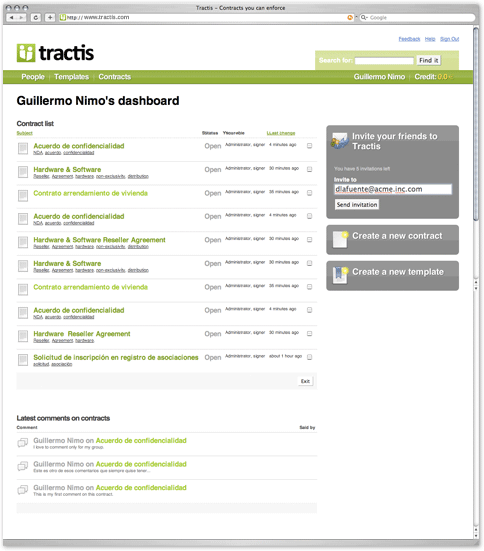 Tractis – Contracts you can enforce
http://www.tractis.com
Google
Feedback Help Sign Out
tractis
Search for: Find it
People Templates Contracts
Guillermo Nimo Credit: 0.0
Guillermo Nimo's dashboard
Contract list
Subject Status Last change
Acuerdo de confidencialidad Open Administrator, signer 4 minutes ago
NDA, acuerdo, confidencialidad
Hardware & Software Open Administrator, signer 30 minutes ago
Reseller, Agreement, hardware, non-exclusivity, distribution
Contrato arrendamiento de vivienda Open Administrator, signer 35 minutes ago
Acuerdo de confidencialidad Open Administrator, signer 4 minutes ago
NDA, acuerdo, confidencialidad
Hardware & Software Reseller Agreement Open Administrator, signer 30 minutes ago
Reseller, Agreement, hardware, non-exclusivity, distribution
Hardware & Software Open Administrator, signer 30 minutes ago
Reseller, Agreement, hardware, non-exclusivity, distribution
Contrato arrendamiento de vivienda Open Administrator, signer 35 minutes ago
Acuerdo de confidencialidad Open Administrator, signer 4 minutes ago
NDA, acuerdo, confidencialidad
Hardware Reseller Agreement Open Administrator, signer 30 minutes ago
Reseller, Agreement, hardware
Solicitud de inscripción en registro de asociaciones Open Administrator, signer about 1 hour ago
solicitud, asociación
Exit
Invite your friends to
Tractis
You have 5 invitations left
Invite to
dlafuente@acme.inc.com
Send invitation
Create a new contract
Create a new template
Latest comments on contracts
Comment Said by
Guillermo Nimo on Acuerdo de confidencialidad
I love to comment only for my group.
Guillermo Nimo on Acuerdo de confidencialidad
Este es otro de esos comentarios que siempre quise tener...
Guillermo Nimo on Acuerdo de confidencialidad
This is my first comment on this contract.